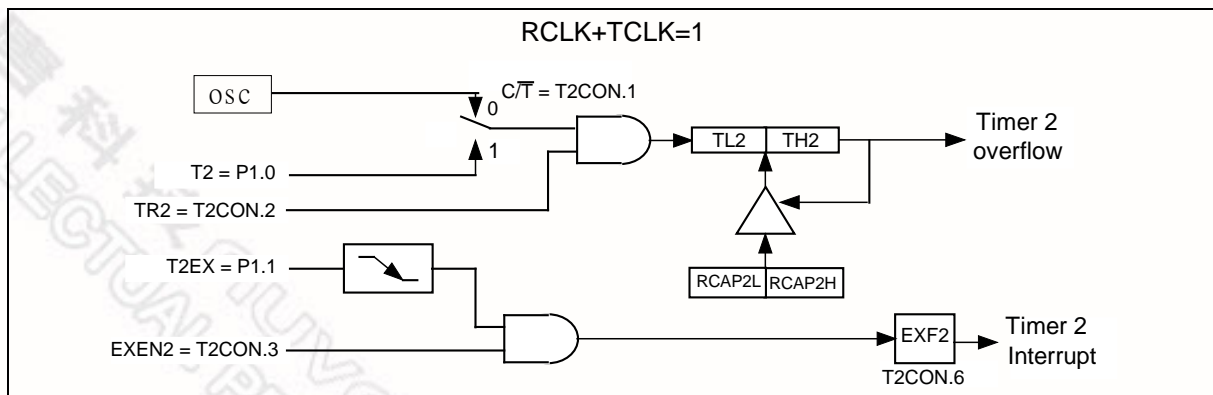 RCLK+TCLK=1
OSC
C/T̅ = T2CON.1
0
1
T2 = P1.0
TR2 = T2CON.2
TL2
TH2
Timer 2
overflow
T2EX = P1.1
RCAP2L
RCAP2H
EXEN2 = T2CON.3
EXF2
T2CON.6
Timer 2
Interrupt